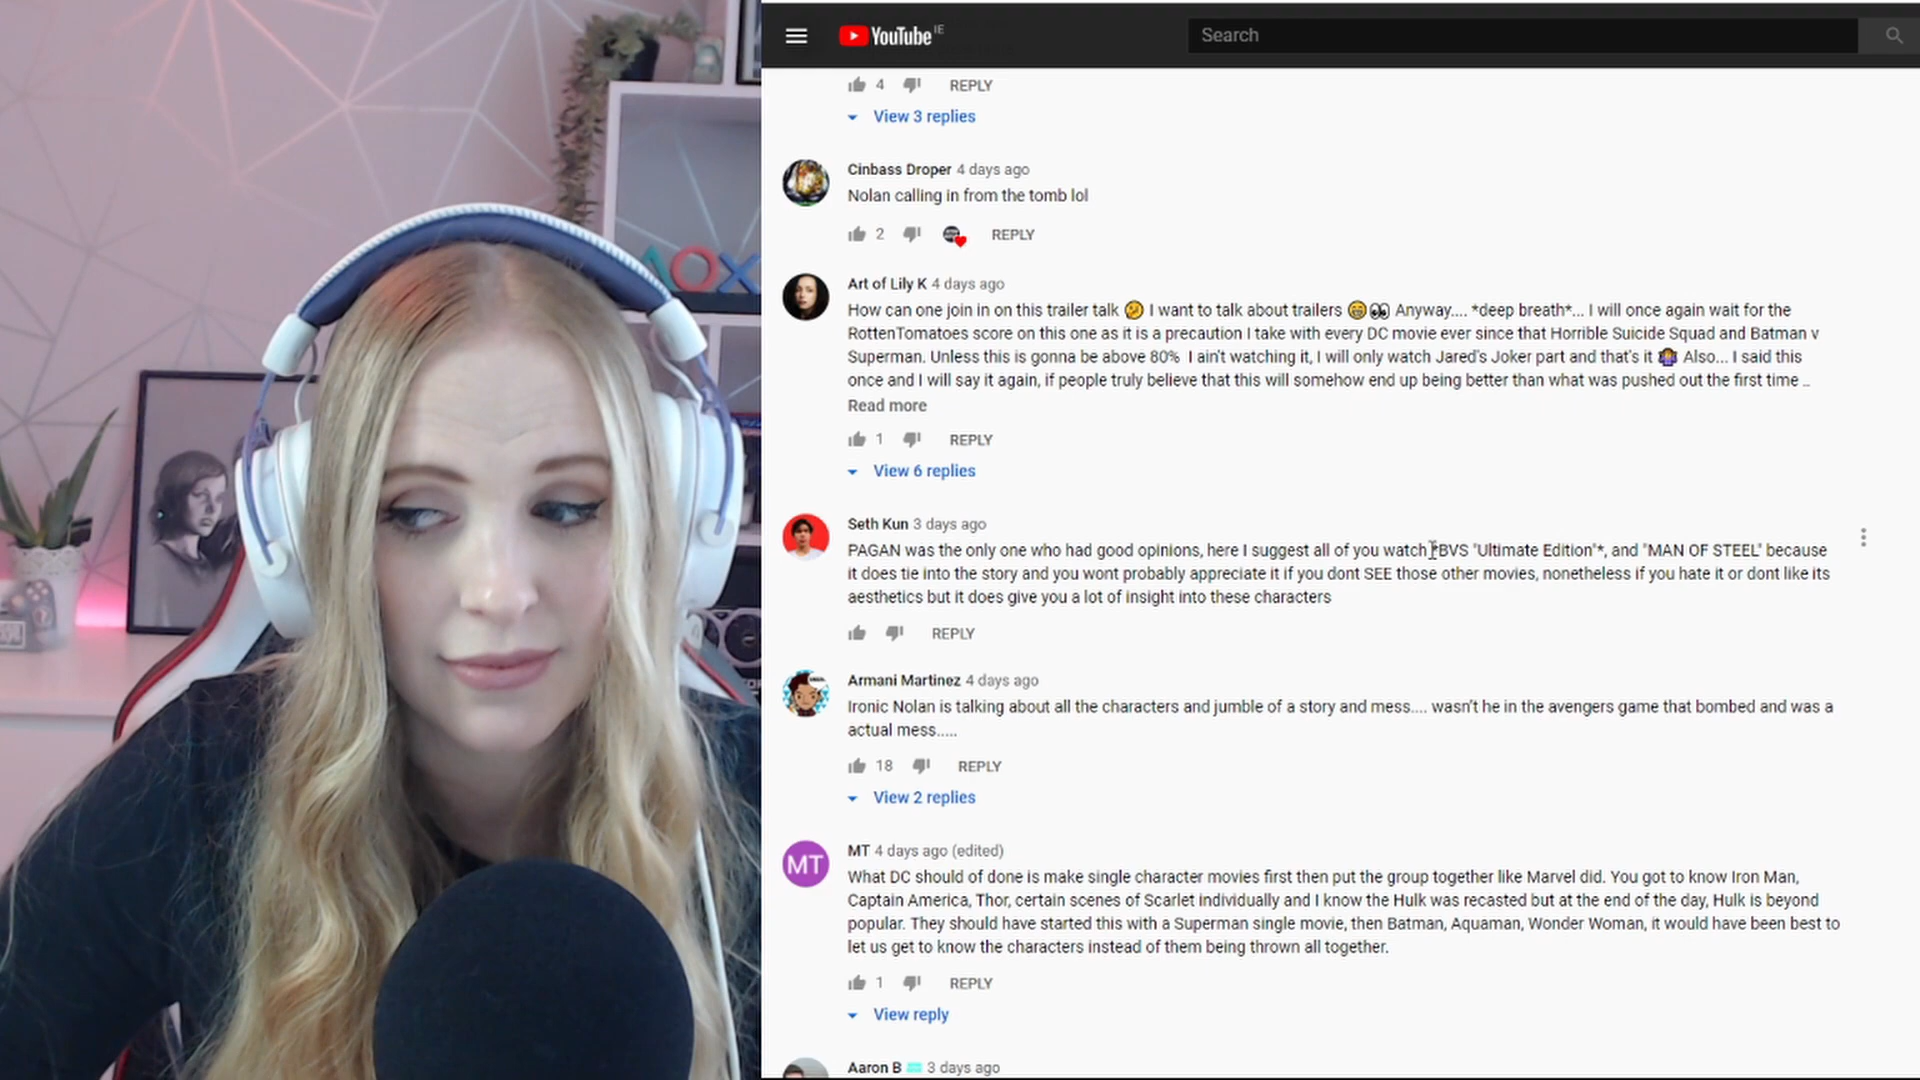 YouTube IE
Search
4 REPLY
View 3 replies
Cinbass Droper 4 days ago
Nolan calling in from the tomb lol
2 REPLY
Art of Lily K 4 days ago
How can one join in on this trailer talk 🤔 I want to talk about trailers 😁👀 Anyway.... *deep breath*... I will once again wait for the
RottenTomatoes score on this one as it is a precaution I take with every DC movie ever since that Horrible Suicide Squad and Batman v
Superman. Unless this is gonna be above 80% I ain't watching it, I will only watch Jared's Joker part and that's it 🤷‍♀️ Also... I said this
once and I will say it again, if people truly believe that this will somehow end up being better than what was pushed out the first time ..
Read more
1 REPLY
View 6 replies
Seth Kun 3 days ago
PAGAN was the only one who had good opinions, here I suggest all of you watch *BVS "Ultimate Edition"*, and "MAN OF STEEL" because
it does tie into the story and you wont probably appreciate it if you dont SEE those other movies, nonetheless if you hate it or dont like its
aesthetics but it does give you a lot of insight into these characters
REPLY
Armani Martinez 4 days ago
Ironic Nolan is talking about all the characters and jumble of a story and mess.... wasn't he in the avengers game that bombed and was a
actual mess.....
18 REPLY
View 2 replies
MT
MT 4 days ago (edited)
What DC should of done is make single character movies first then put the group together like Marvel did. You got to know Iron Man,
Captain America, Thor, certain scenes of Scarlet individually and I know the Hulk was recasted but at the end of the day, Hulk is beyond
popular. They should have started this with a Superman single movie, then Batman, Aquaman, Wonder Woman, it would have been best to
let us get to know the characters instead of them being thrown all together.
1 REPLY
View reply
Aaron B 3 days ago